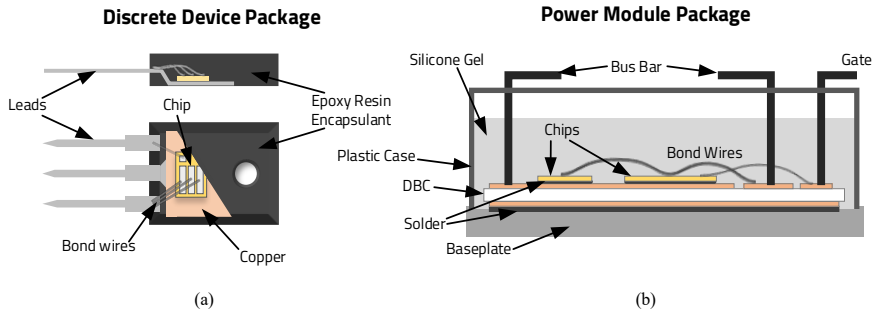 Discrete Device Package
Leads
Chip
Epoxy Resin
Encapsulant
Bond wires
Copper
(a)
Power Module Package
Silicone Gel
Bus Bar
Gate
Chips
Plastic Case
Bond Wires
DBC
Solder
Baseplate
(b)